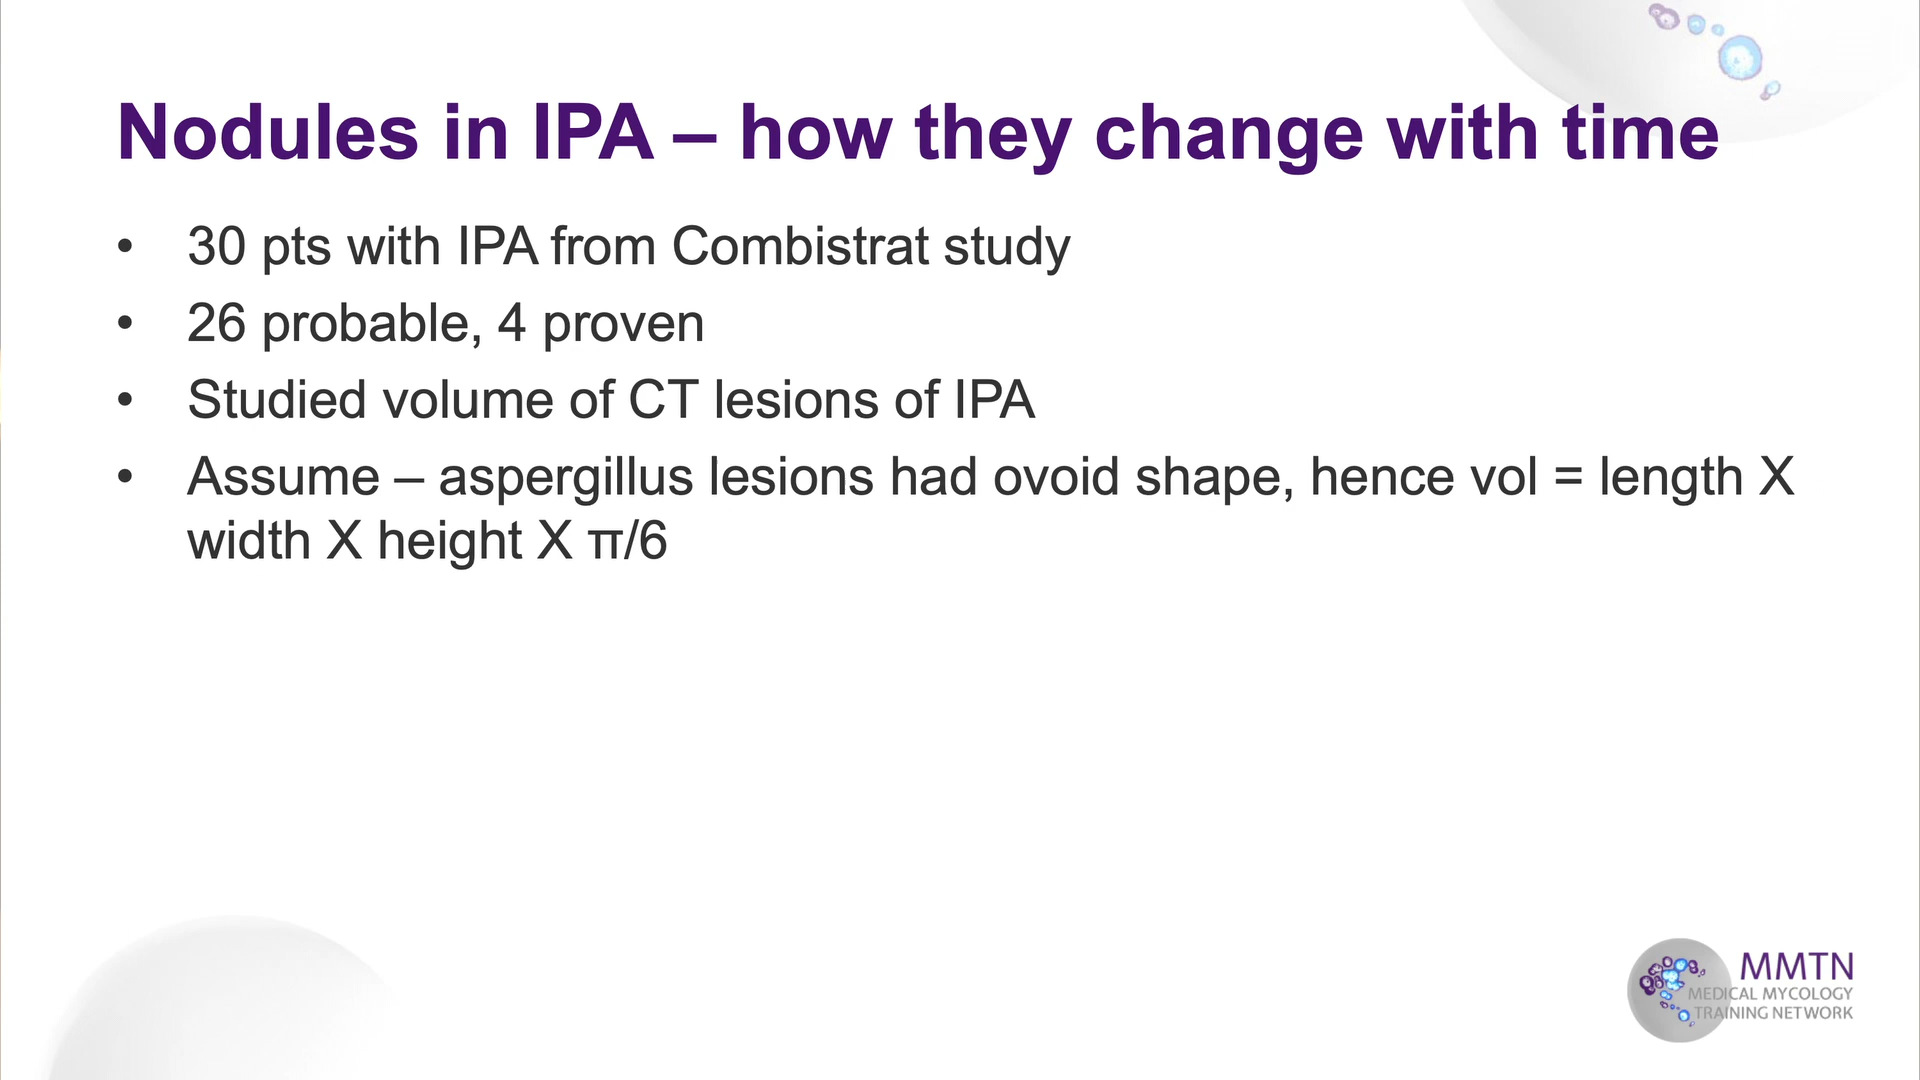 Nodules in IPA – how they change with time
• 30 pts with IPA from Combistrat study
• 26 probable, 4 proven
• Studied volume of CT lesions of IPA
• Assume – aspergillus lesions had ovoid shape, hence vol = length X
width X height X π/6
MMTN
MEDICAL MYCOLOGY
TRAINING NETWORK